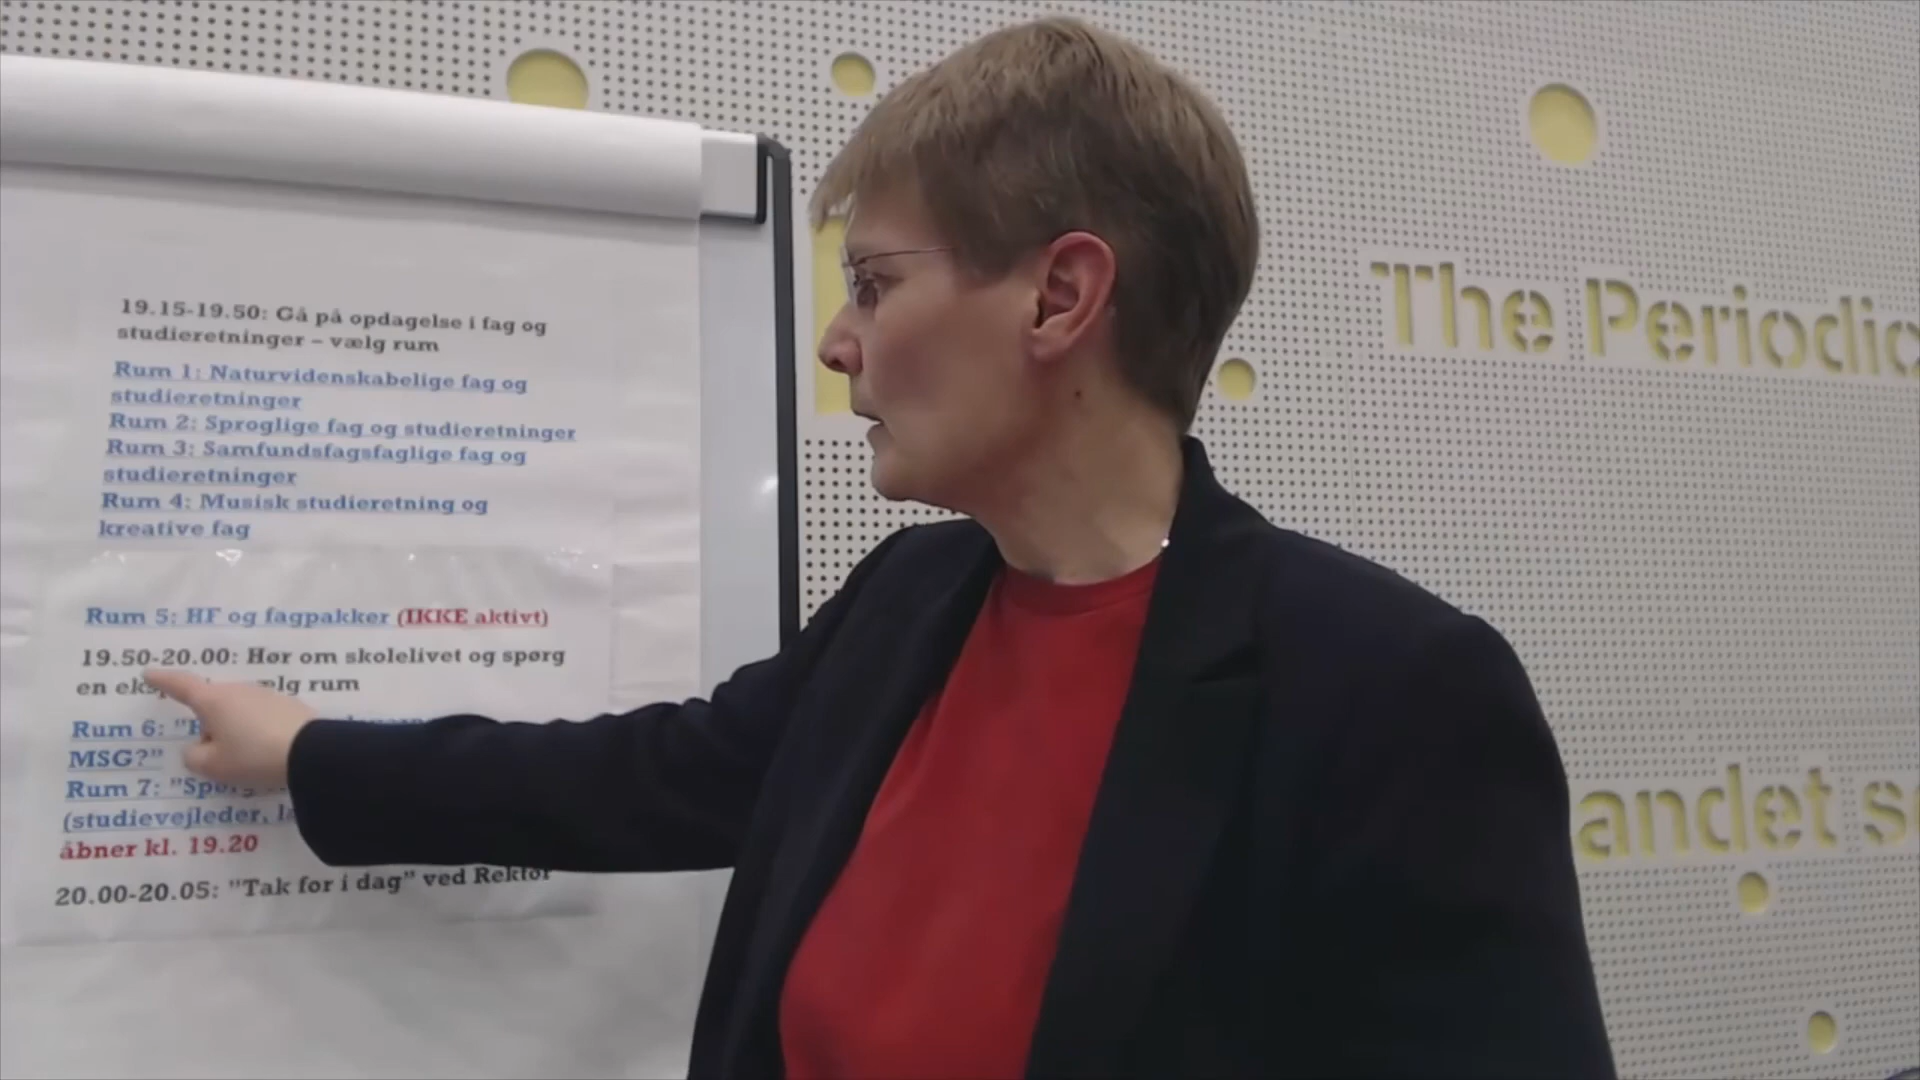 19.15-19.50: Gå på opdagelse i fag og
studieretninger – vælg rum
Rum 1: Naturvidenskabelige fag og
studieretninger
Rum 2: Sproglige fag og studieretninger
Rum 3: Samfundsfagsfaglige fag og
studieretninger
Rum 4: Musisk studieretning og
kreative fag
Rum 5: HF og fagpakker (IKKE aktivt)
19.50-20.00: Hør om skolelivet og spørg
en rum
Rum 6:
MSG?”
Rum 7:
(studievejleder,
åbner kl. 19.20
20.00-20.05: ”Tak for i dag” ved Rektor
The Periodic
andet